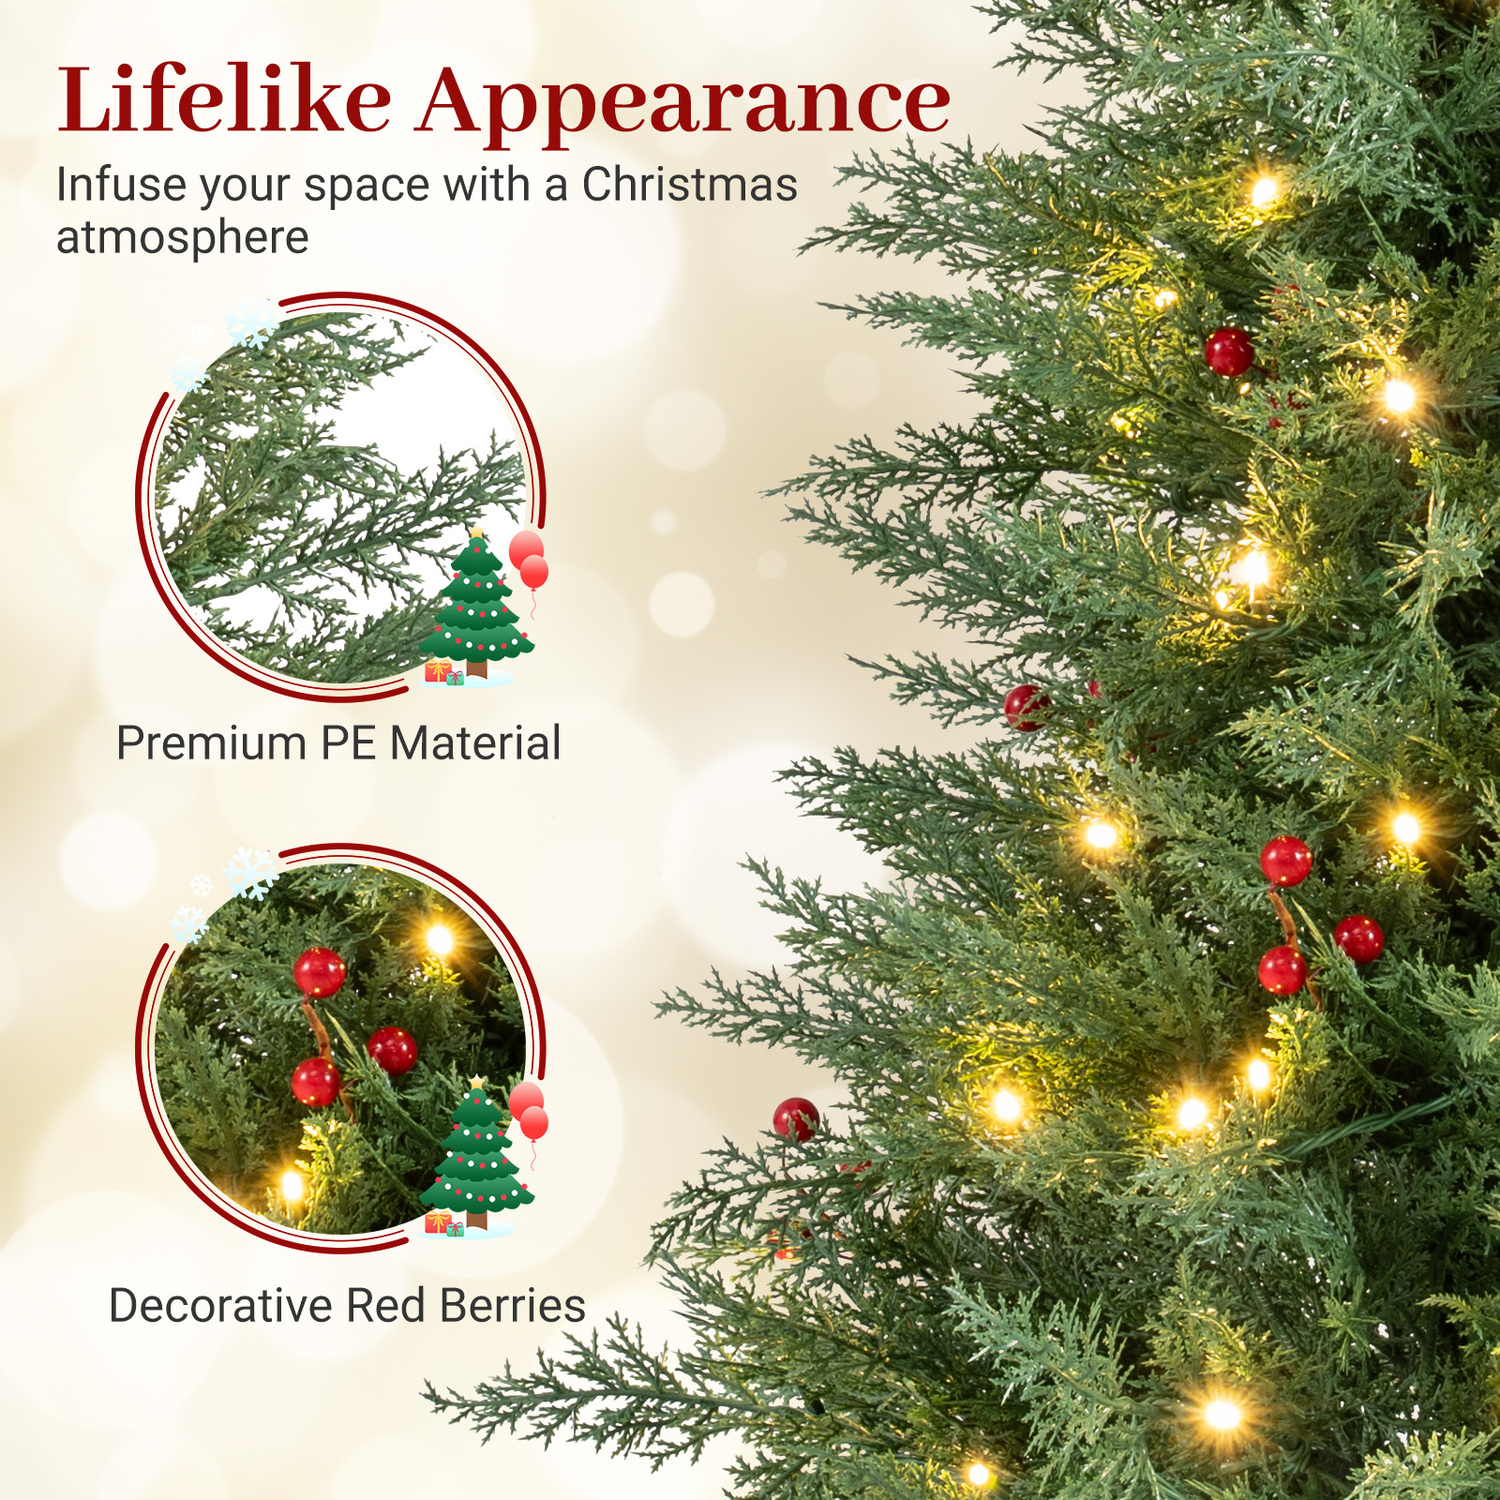 Lifelike Appearance
Infuse your space with a Christmas
atmosphere
Premium PE Material
Decorative Red Berries